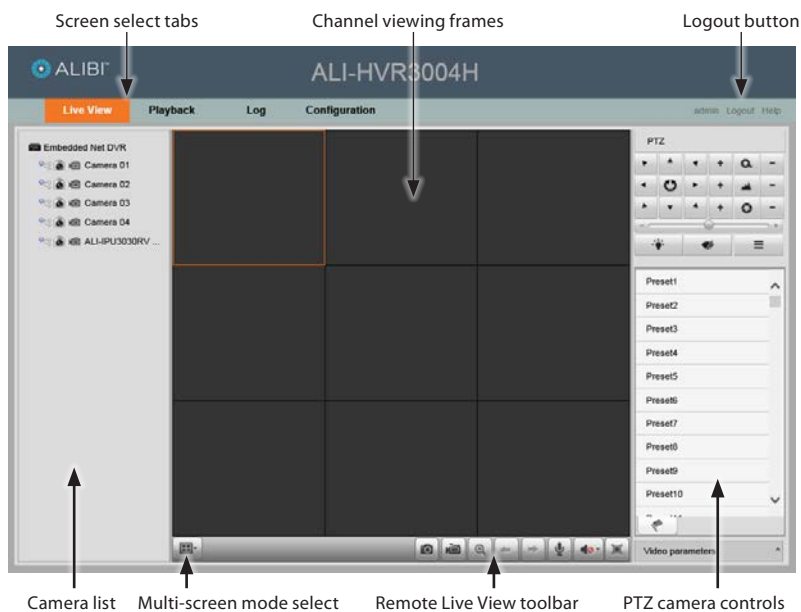 Screen select tabs Channel viewing frames Logout button
ALIBI™ ALI-HVR3004H
Live View Playback Log Configuration admin Logout Help
Embedded Net DVR
Camera 01
Camera 02
Camera 03
Camera 04
ALI-IPU3030RV ...
PTZ
Preset1
Preset2
Preset3
Preset4
Preset5
Preset6
Preset7
Preset8
Preset9
Preset10
Video parameters
Camera list Multi-screen mode select Remote Live View toolbar PTZ camera controls